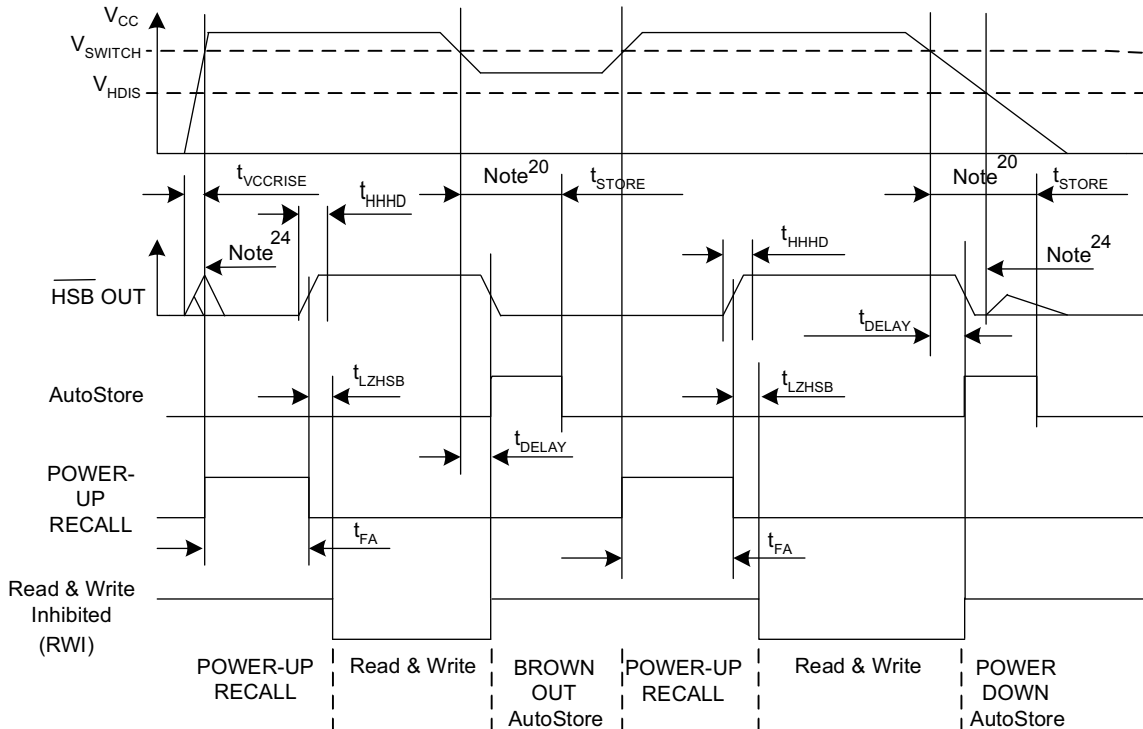 VCC
VSWITCH
VHDIS
tVCCRISE
Note20
tSTORE
Note20
tSTORE
tHHHD
Note24
tHHHD
Note24
HSB OUT
tDELAY
tLZHSB
tLZHSB
AutoStore
tDELAY
POWER-
UP
RECALL
tFA
tFA
Read & Write
Inhibited
(RWI)
POWER-UP
RECALL
Read & Write
BROWN
OUT
AutoStore
POWER-UP
RECALL
Read & Write
POWER
DOWN
AutoStore